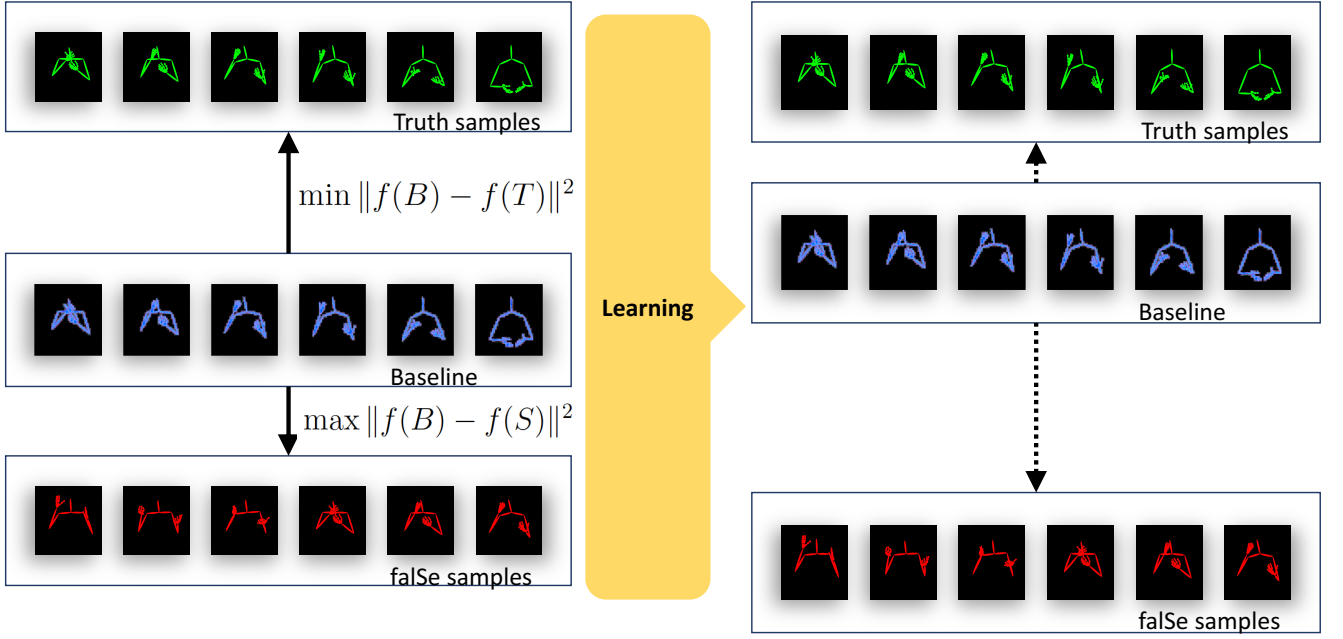 Truth samples
min ‖f(B) − f(T)‖²
Baseline
max ‖f(B) − f(S)‖²
falSe samples
Learning
Truth samples
Baseline
falSe samples